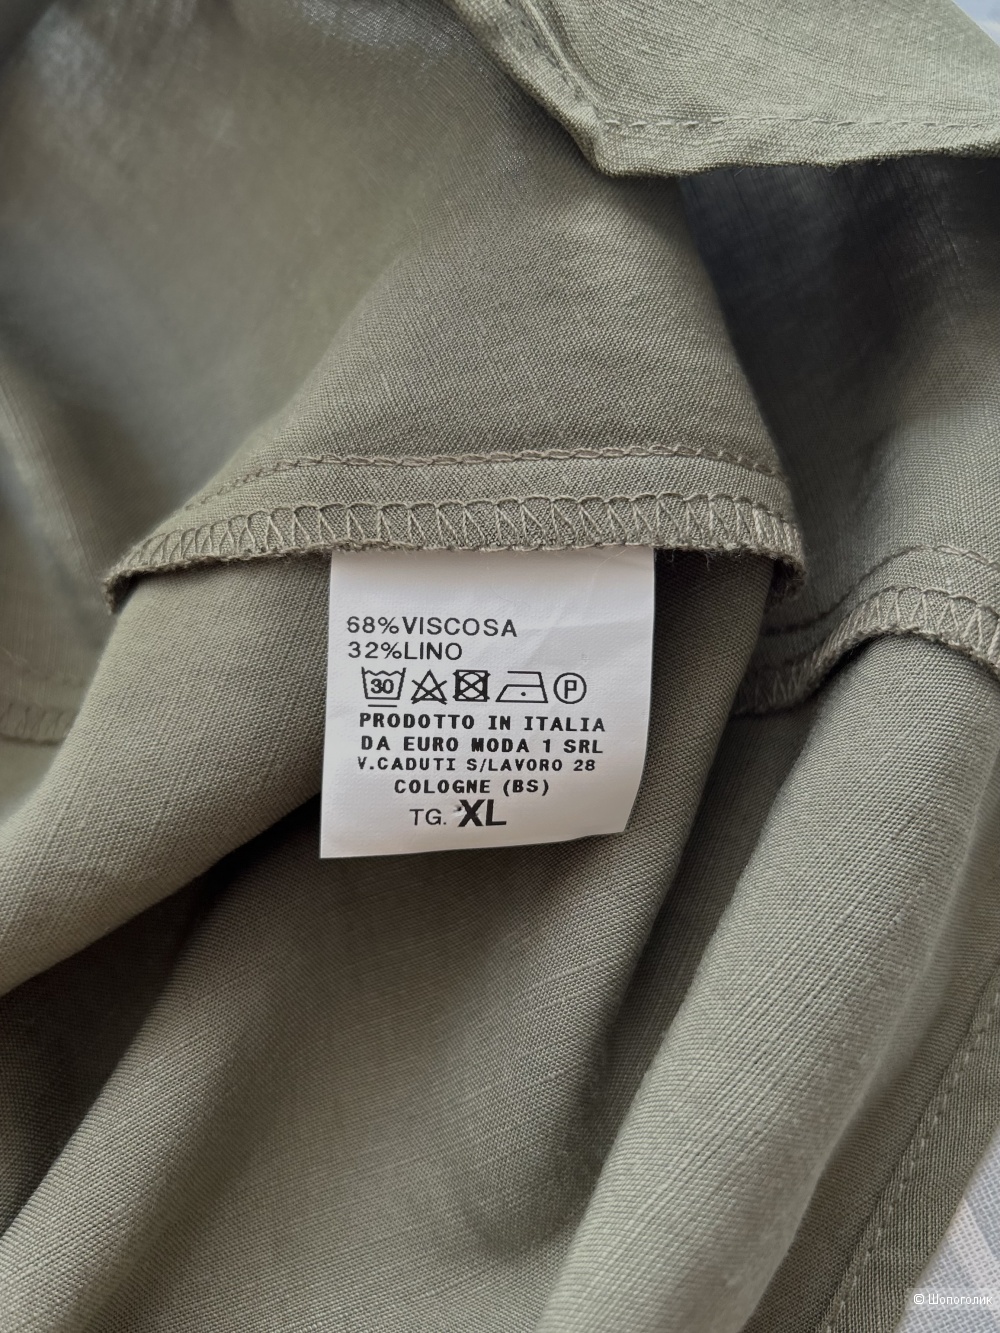 68%VISCOSA
32%LINO
30 P
PRODOTTO IN ITALIA
DA EURO MODA 1 SRL
V.CADUTI S/LAVORO 28
COLOGNE (BS)
TG. XL
© Шопоголик